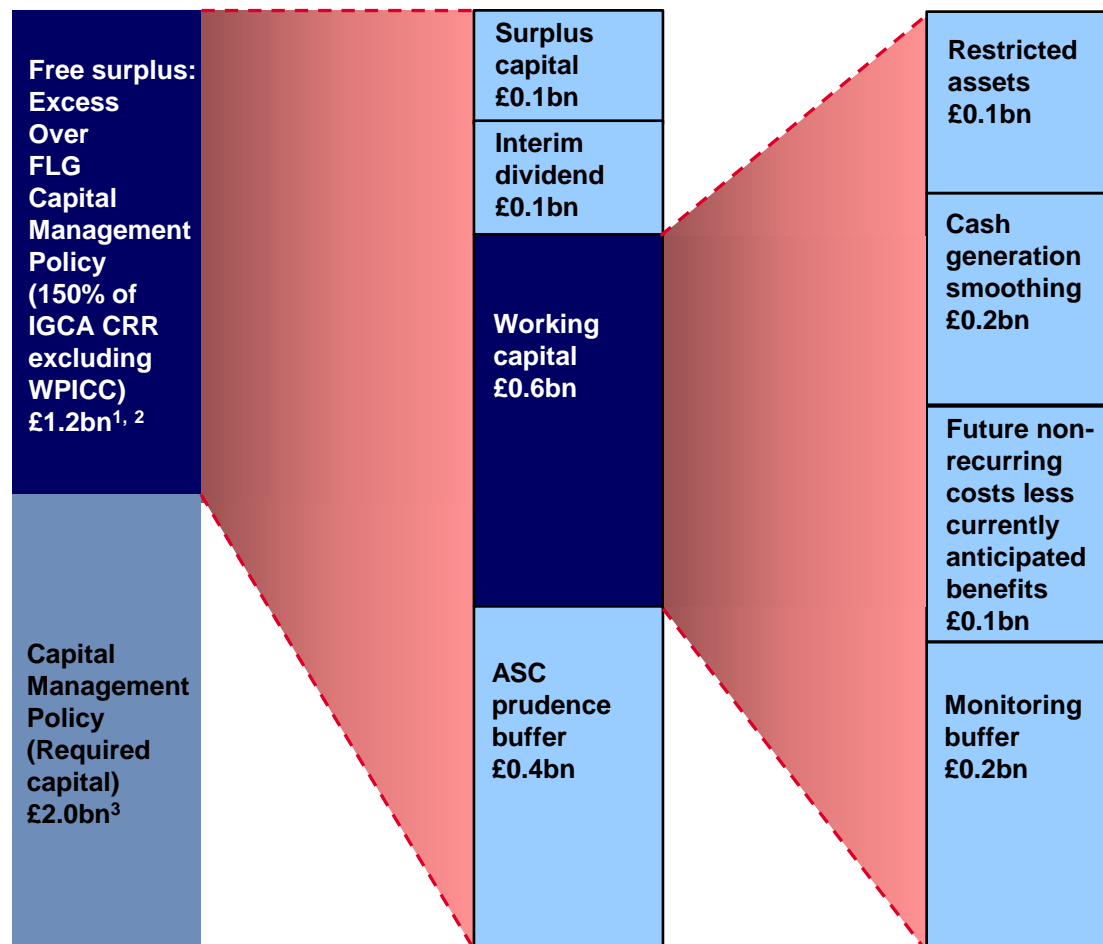 Free surplus:
Excess
Over
FLG
Capital
Management
Policy
(150% of
IGCA CRR
excluding
WPICC)
£1.2bn1, 2
Capital
Management
Policy
(Required
capital)
£2.0bn3
Surplus
capital
£0.1bn
Interim
dividend
£0.1bn
Working
capital
£0.6bn
ASC
prudence
buffer
£0.4bn
Restricted
assets
£0.1bn
Cash
generation
smoothing
£0.2bn
Future non-
recurring
costs less
currently
anticipated
benefits
£0.1bn
Monitoring
buffer
£0.2bn